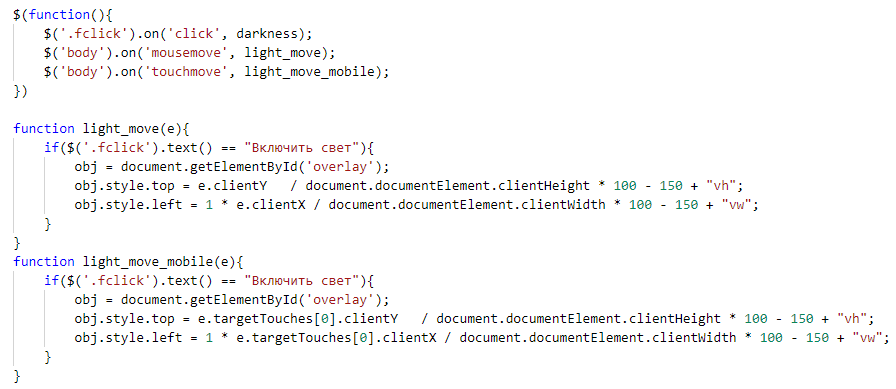 $(function(){
    $('.fclick').on('click', darkness);
    $('body').on('mousemove', light_move);
    $('body').on('touchmove', light_move_mobile);
})

function light_move(e){
    if($('.fclick').text() == "Включить свет"){
        obj = document.getElementById('overlay');
        obj.style.top = e.clientY   / document.documentElement.clientHeight * 100 - 150 + "vh";
        obj.style.left = 1 * e.clientX / document.documentElement.clientWidth * 100 - 150 + "vw";
    }
}
function light_move_mobile(e){
    if($('.fclick').text() == "Включить свет"){
        obj = document.getElementById('overlay');
        obj.style.top = e.targetTouches[0].clientY   / document.documentElement.clientHeight * 100 - 150 + "vh";
        obj.style.left = 1 * e.targetTouches[0].clientX / document.documentElement.clientWidth * 100 - 150 + "vw";
    }
}